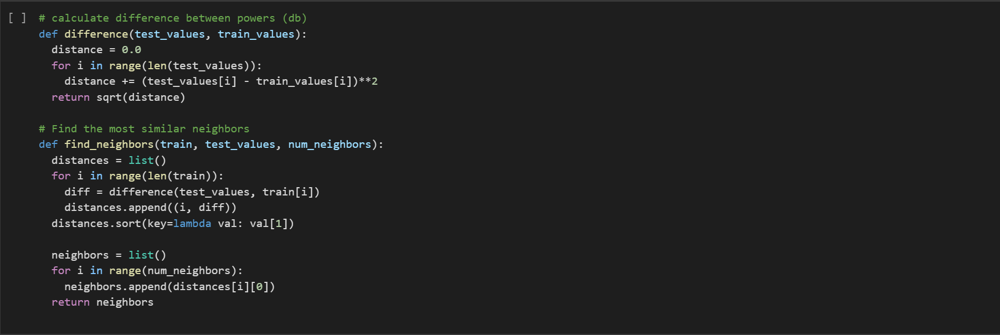 [ ] # calculate difference between powers (db)
def difference(test_values, train_values):
  distance = 0.0
  for i in range(len(test_values)):
    distance += (test_values[i] - train_values[i])**2
  return sqrt(distance)

# Find the most similar neighbors
def find_neighbors(train, test_values, num_neighbors):
  distances = list()
  for i in range(len(train)):
    diff = difference(test_values, train[i])
    distances.append((i, diff))
  distances.sort(key=lambda val: val[1])

  neighbors = list()
  for i in range(num_neighbors):
    neighbors.append(distances[i][0])
  return neighbors